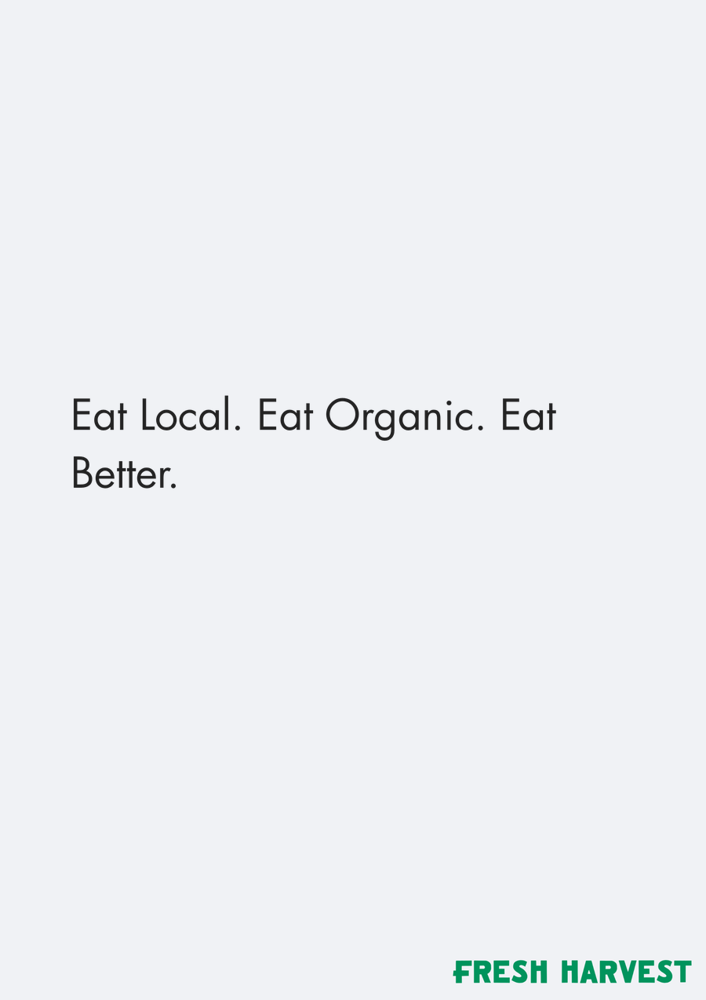 Eat Local. Eat Organic. Eat
Better.
FRESH HARVEST